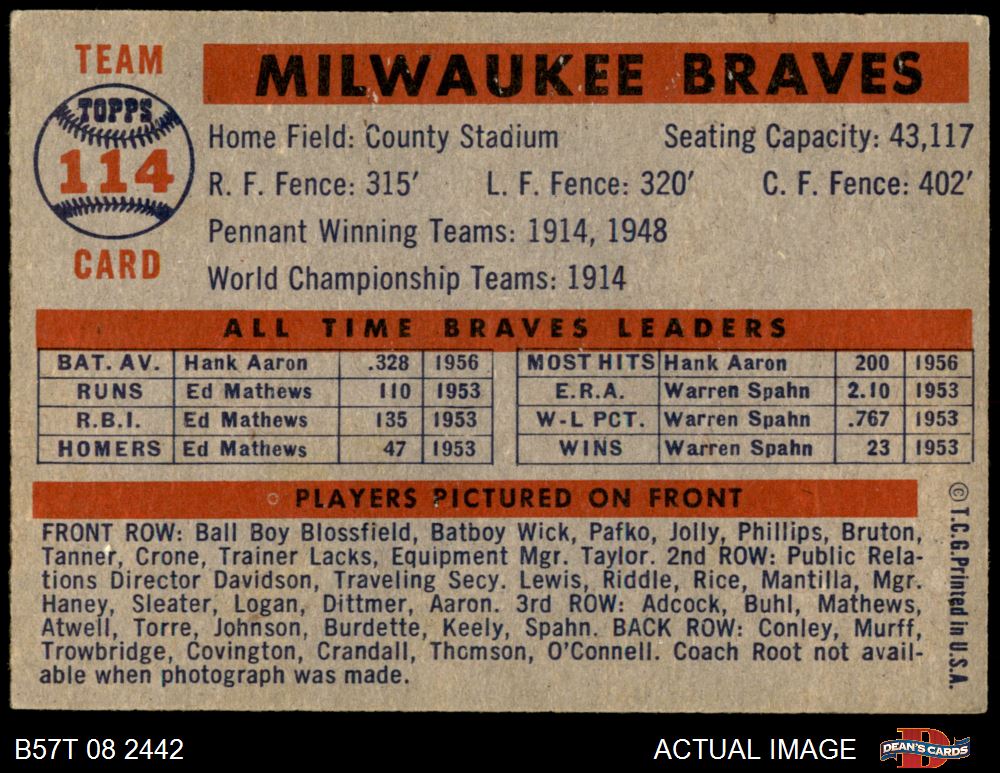 TEAM
TOPPS
114
CARD
MILWAUKEE BRAVES
Home Field: County Stadium Seating Capacity: 43,117
R. F. Fence: 315′ L. F. Fence: 320′ C. F. Fence: 402′
Pennant Winning Teams: 1914, 1948
World Championship Teams: 1914
ALL TIME BRAVES LEADERS
BAT. AV. Hank Aaron .328 1956 MOST HITS Hank Aaron 200 1956
RUNS Ed Mathews 110 1953 E.R.A. Warren Spahn 2.10 1953
R.B.I. Ed Mathews 135 1953 W-L PCT. Warren Spahn .767 1953
HOMERS Ed Mathews 47 1953 WINS Warren Spahn 23 1953
PLAYERS PICTURED ON FRONT
FRONT ROW: Ball Boy Blossfield, Batboy Wick, Pafko, Jolly, Phillips, Bruton,
Tanner, Crone, Trainer Lacks, Equipment Mgr. Taylor. 2nd ROW: Public Rela-
tions Director Davidson, Traveling Secy. Lewis, Riddle, Rice, Mantilla, Mgr.
Haney, Sleater, Logan, Dittmer, Aaron. 3rd ROW: Adcock, Buhl, Mathews,
Atwell, Torre, Johnson, Burdette, Keely, Spahn. BACK ROW: Conley, Murff,
Trowbridge, Covington, Crandall, Thomson, O'Connell. Coach Root not avail-
able when photograph was made.
© T.C.G. Printed in U.S.A.
B57T 08 2442 ACTUAL IMAGE DEAN'S CARDS